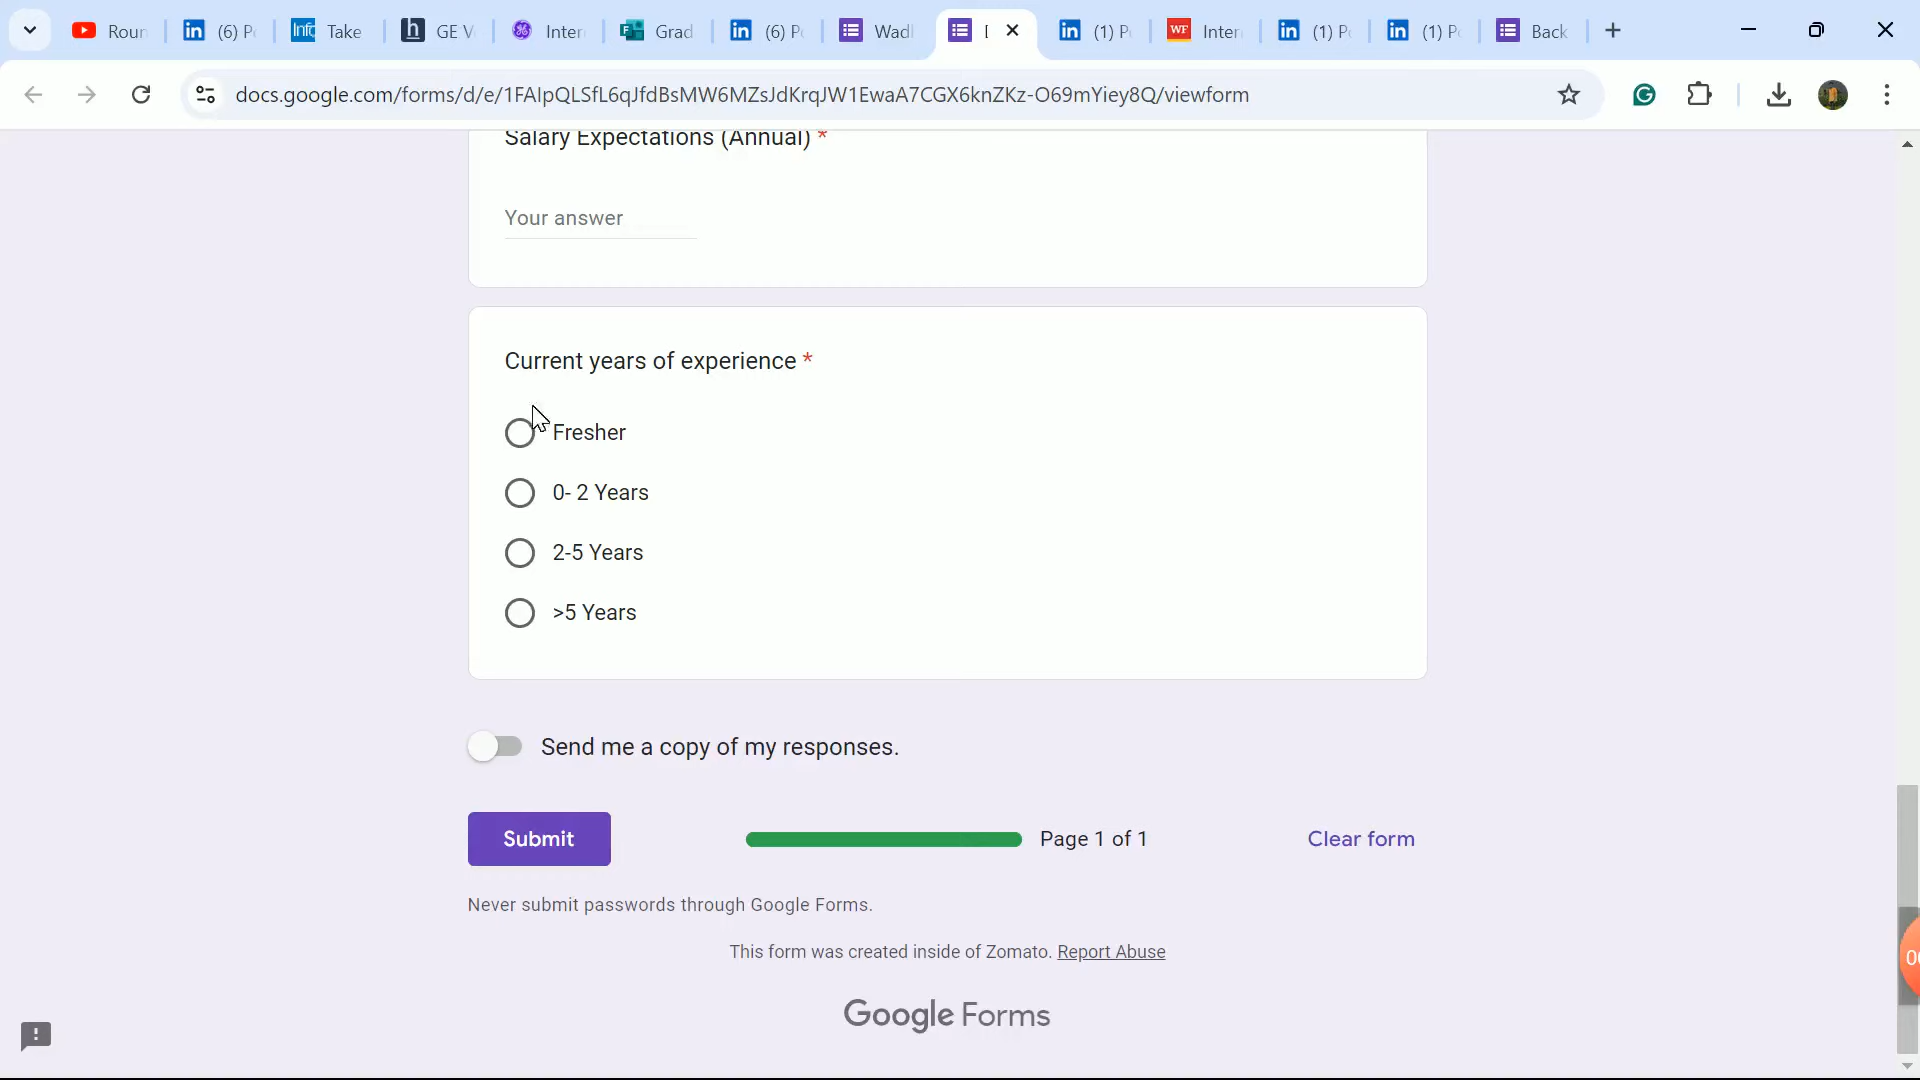 Roun
(6) P
Info
Take
h
GE V
Inter
Grad
(6) P
Wadl
(1) P
WF
Inter
(1) P
(1) P
Back
docs.google.com/forms/d/e/1FAIpQLSfL6qJfdBsMW6MZsJdKrqJW1EwaA7CGX6knZKz-O69mYiey8Q/viewform
Salary Expectations (Annual) *
Your answer
Current years of experience *
Fresher
0- 2 Years
2-5 Years
>5 Years
Send me a copy of my responses.
Submit
Page 1 of 1
Clear form
Never submit passwords through Google Forms.
This form was created inside of Zomato. Report Abuse
Google Forms